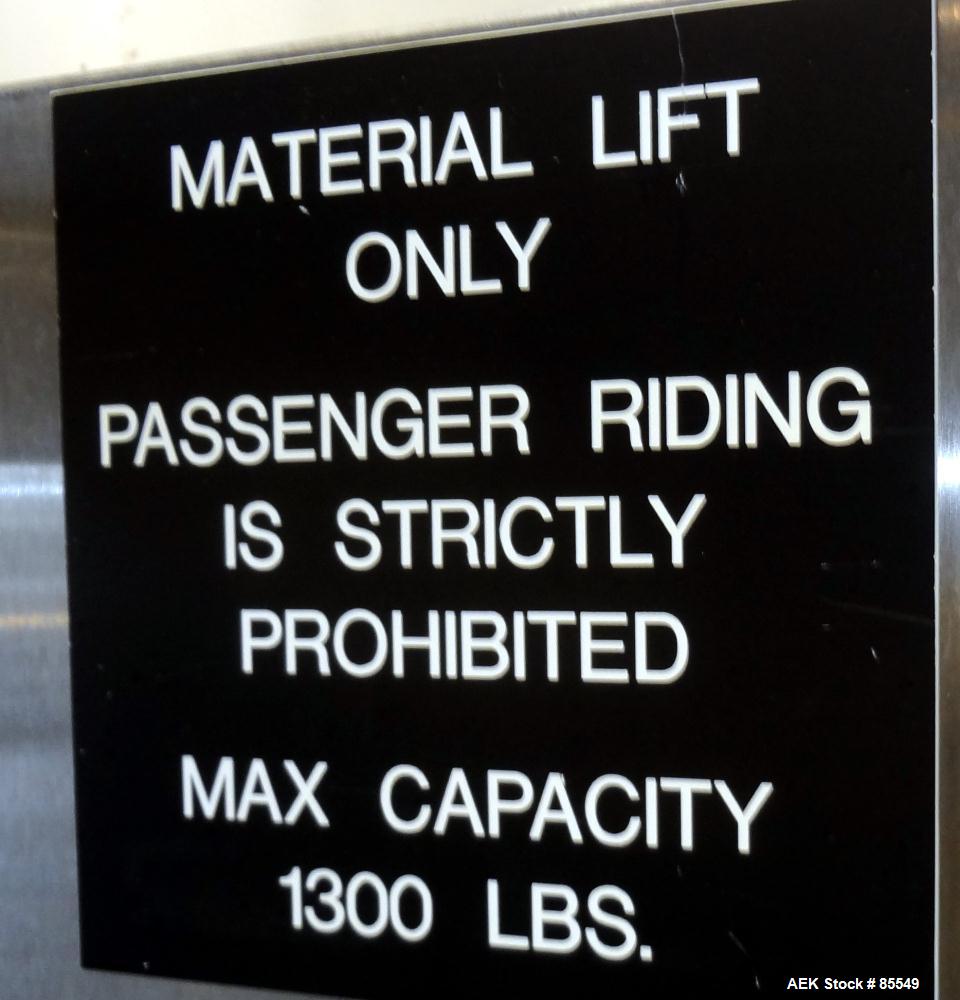 MATERIAL LIFT
ONLY
PASSENGER RIDING
IS STRICTLY
PROHIBITED
MAX CAPACITY
1300 LBS.
AEK Stock # 85549